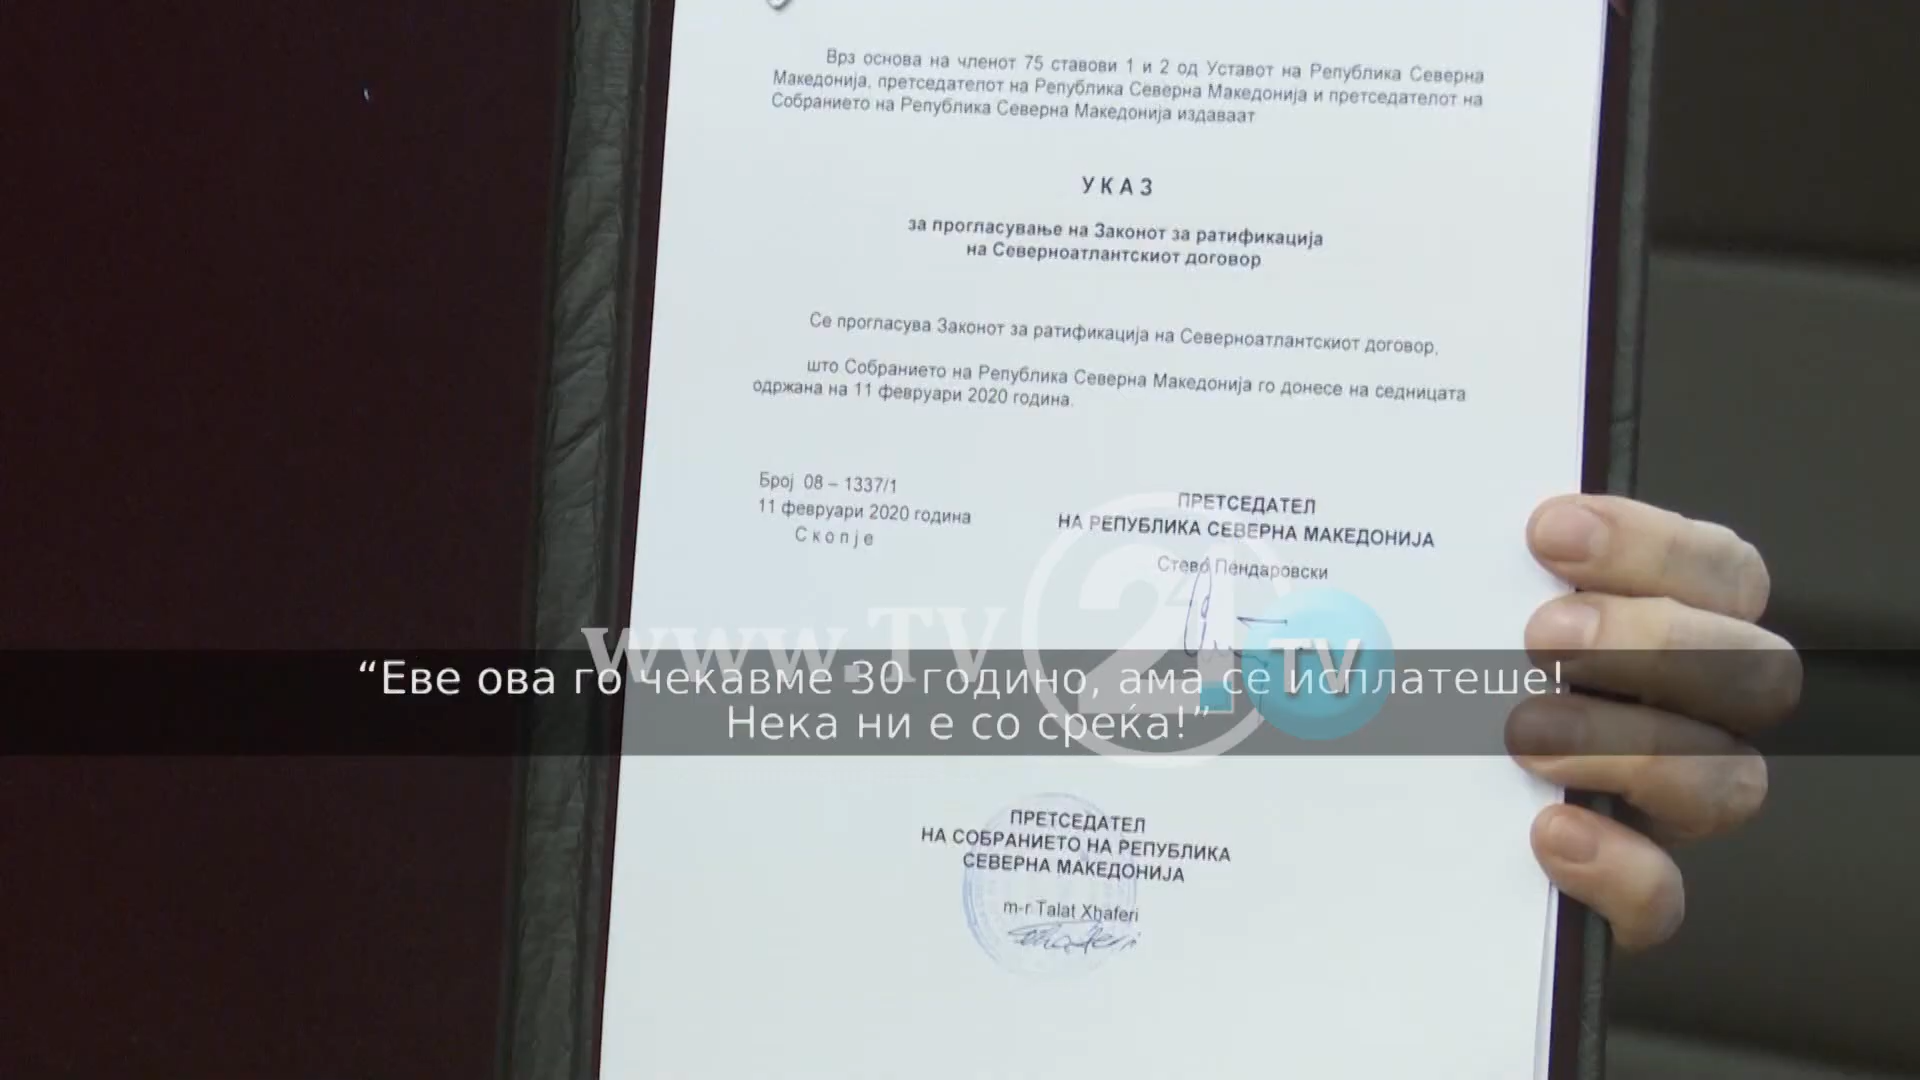 Врз основа на членот 75 ставови 1 и 2 од Уставот на Република Северна
Македонија, претседателот на Република Северна Македонија и претседателот на
Собранието на Република Северна Македонија издаваат
У К А З
за прогласување на Законот за ратификација
на Северноатлантскиот договор
Се прогласува Законот за ратификација на Северноатлантскиот договор,
што Собранието на Република Северна Македонија го донесе на седницата
одржана на 11 февруари 2020 година.
Број 08 – 1337/1
11 февруари 2020 година
С к о п ј е
ПРЕТСЕДАТЕЛ
НА РЕПУБЛИКА СЕВЕРНА МАКЕДОНИЈА
Стево Пендаровски
www.TV 24 TV
“Еве ова го чекавме 30 годино, ама се исплатеше!
Нека ни е со среќа!”
ПРЕТСЕДАТЕЛ
НА СОБРАНИЕТО НА РЕПУБЛИКА
СЕВЕРНА МАКЕДОНИЈА
m-r Talat Xhaferi